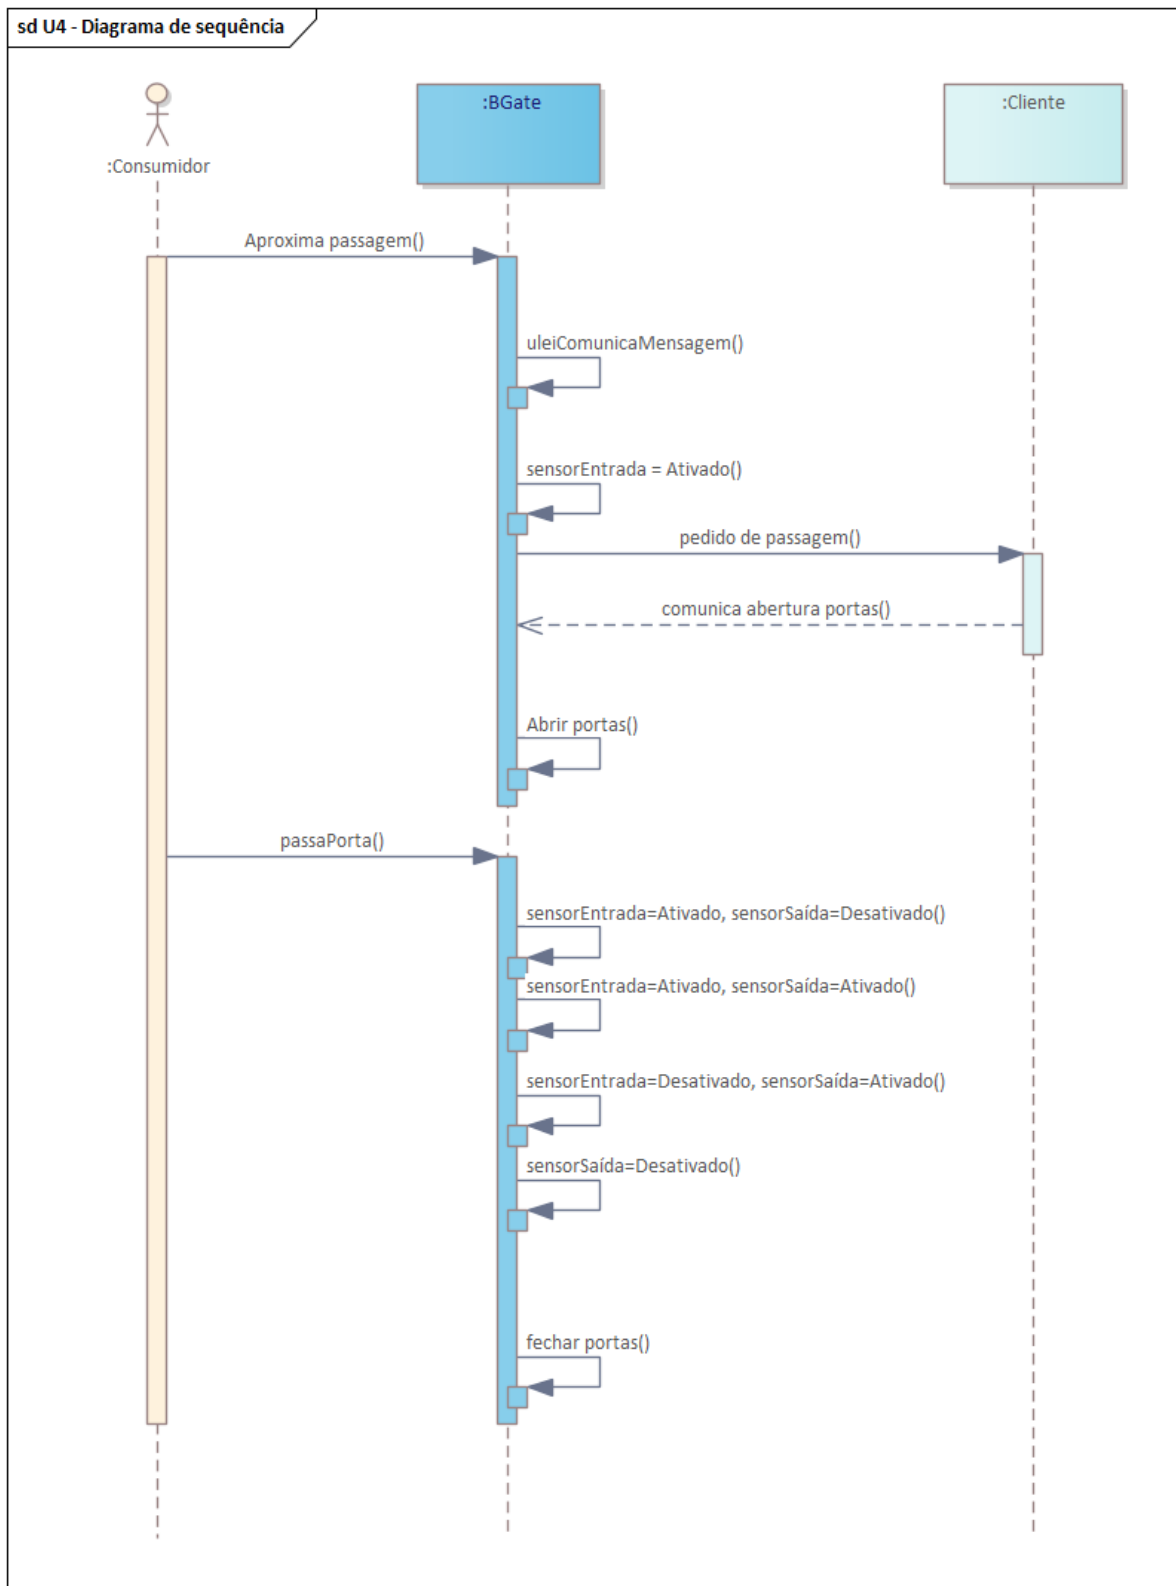 sd U4 - Diagrama de sequência
:BGate
:Cliente
:Consumidor
Aproxima passagem()
uleiComunicaMensagem()
sensorEntrada = Ativado()
pedido de passagem()
comunica abertura portas()
Abrir portas()
passaPorta()
sensorEntrada=Ativado, sensorSaída=Desativado()
sensorEntrada=Ativado, sensorSaída=Ativado()
sensorEntrada=Desativado, sensorSaída=Ativado()
sensorSaída=Desativado()
fechar portas()